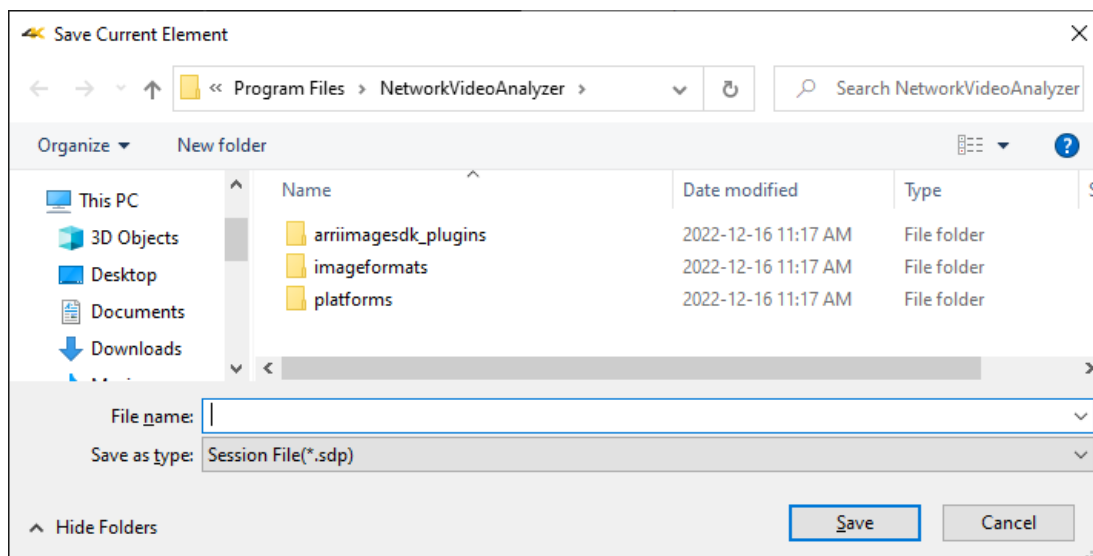 4K Save Current Element
« Program Files > NetworkVideoAnalyzer > Search NetworkVideoAnalyzer
Organize New folder ?
This PC
3D Objects
Desktop
Documents
Downloads
Name Date modified Type
arriimagesdk_plugins 2022-12-16 11:17 AM File folder
imageformats 2022-12-16 11:17 AM File folder
platforms 2022-12-16 11:17 AM File folder
File name:
Save as type: Session File(*.sdp)
Hide Folders Save Cancel